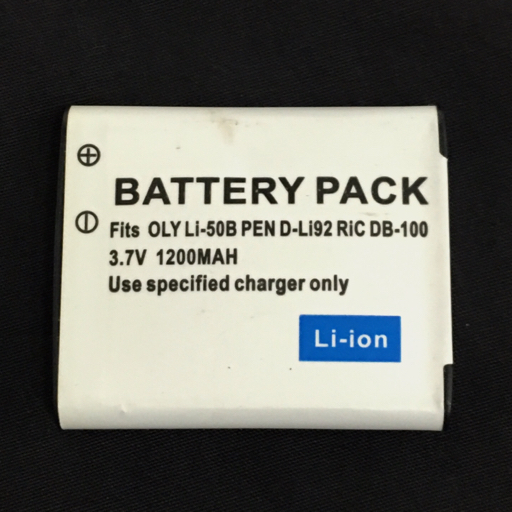 BATTERY PACK
Fits OLY Li-50B PEN D-Li92 RiC DB-100
3.7V 1200MAH
Use specified charger only
Li-ion